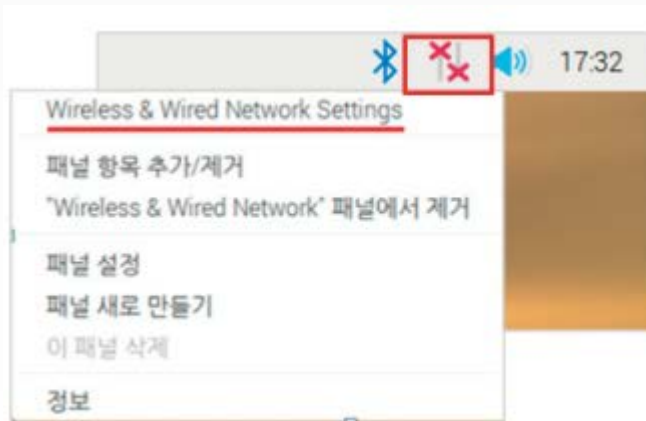 17:32
Wireless & Wired Network Settings
패널 항목 추가/제거
"Wireless & Wired Network" 패널에서 제거
패널 설정
패널 새로 만들기
이 패널 삭제
정보